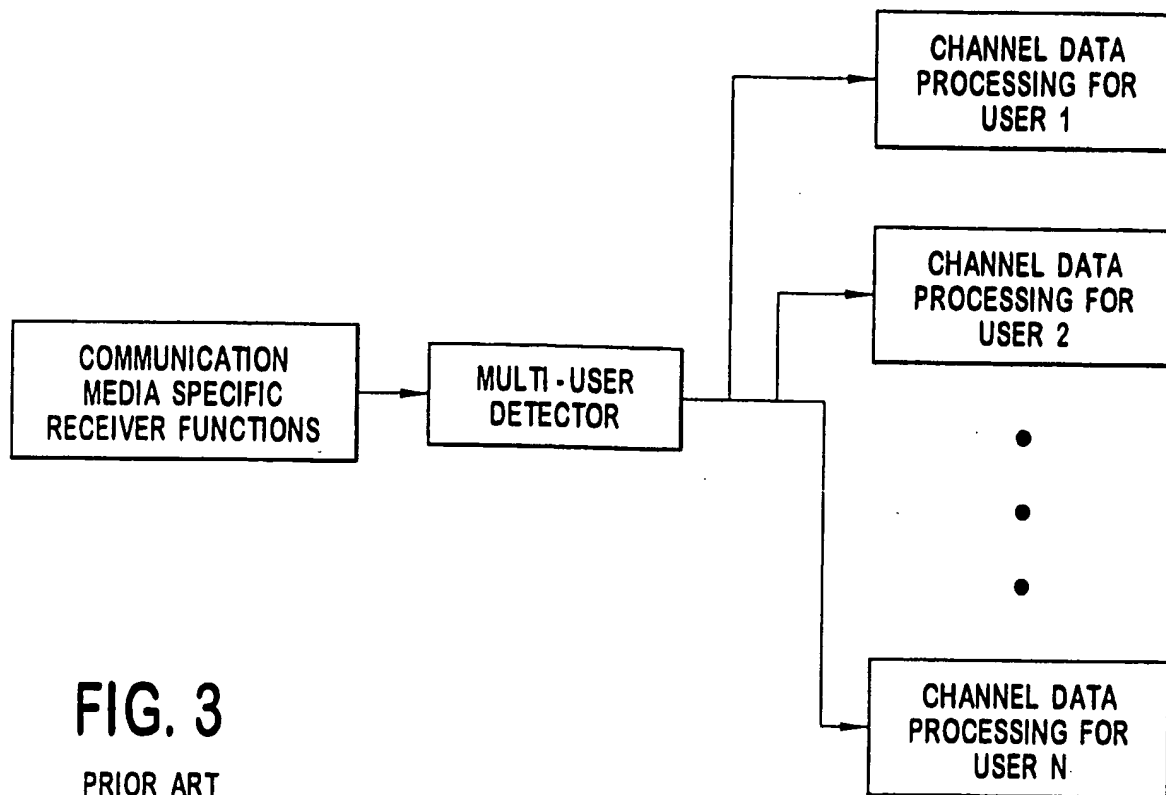 CHANNEL DATA
PROCESSING FOR
USER 1
CHANNEL DATA
PROCESSING FOR
USER 2
COMMUNICATION
MEDIA SPECIFIC
RECEIVER FUNCTIONS
MULTI-USER
DETECTOR
CHANNEL DATA
PROCESSING FOR
USER N
FIG. 3
PRIOR ART